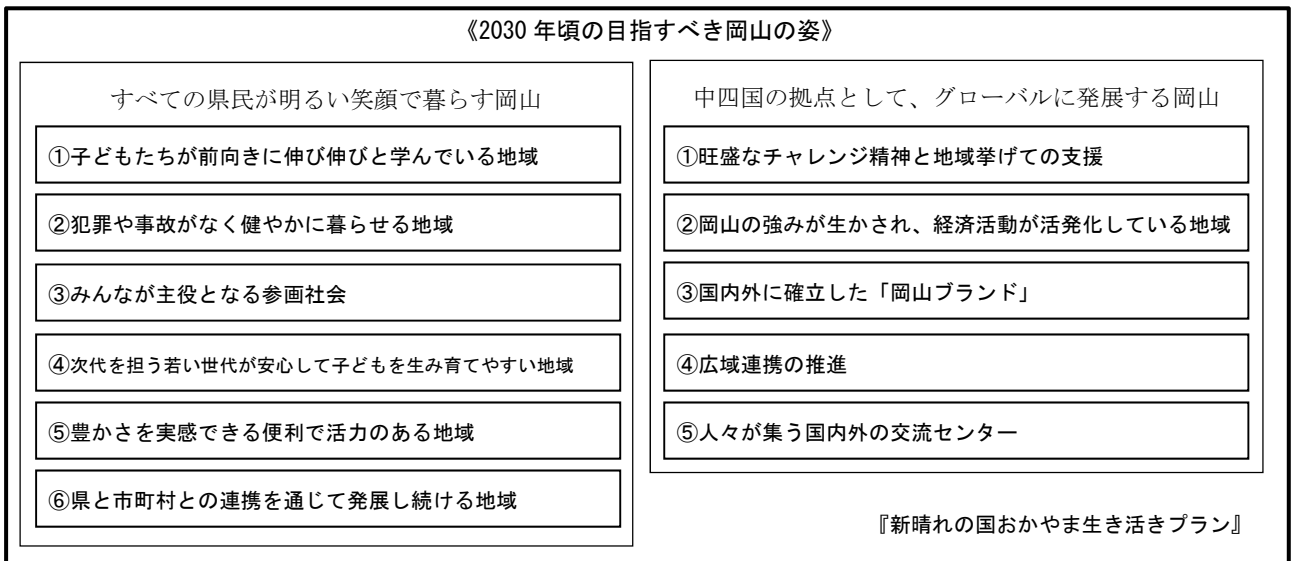 《2030 年頃の目指すべき岡山の姿》
すべての県民が明るい笑顔で暮らす岡山
①子どもたちが前向きに伸び伸びと学んでいる地域
②犯罪や事故がなく健やかに暮らせる地域
③みんなが主役となる参画社会
④次代を担う若い世代が安心して子どもを生み育てやすい地域
⑤豊かさを実感できる便利で活力のある地域
⑥県と市町村との連携を通じて発展し続ける地域
中四国の拠点として、グローバルに発展する岡山
①旺盛なチャレンジ精神と地域挙げての支援
②岡山の強みが生かされ、経済活動が活発化している地域
③国内外に確立した「岡山ブランド」
④広域連携の推進
⑤人々が集う国内外の交流センター
『新晴れの国おかやま生き活きプラン』